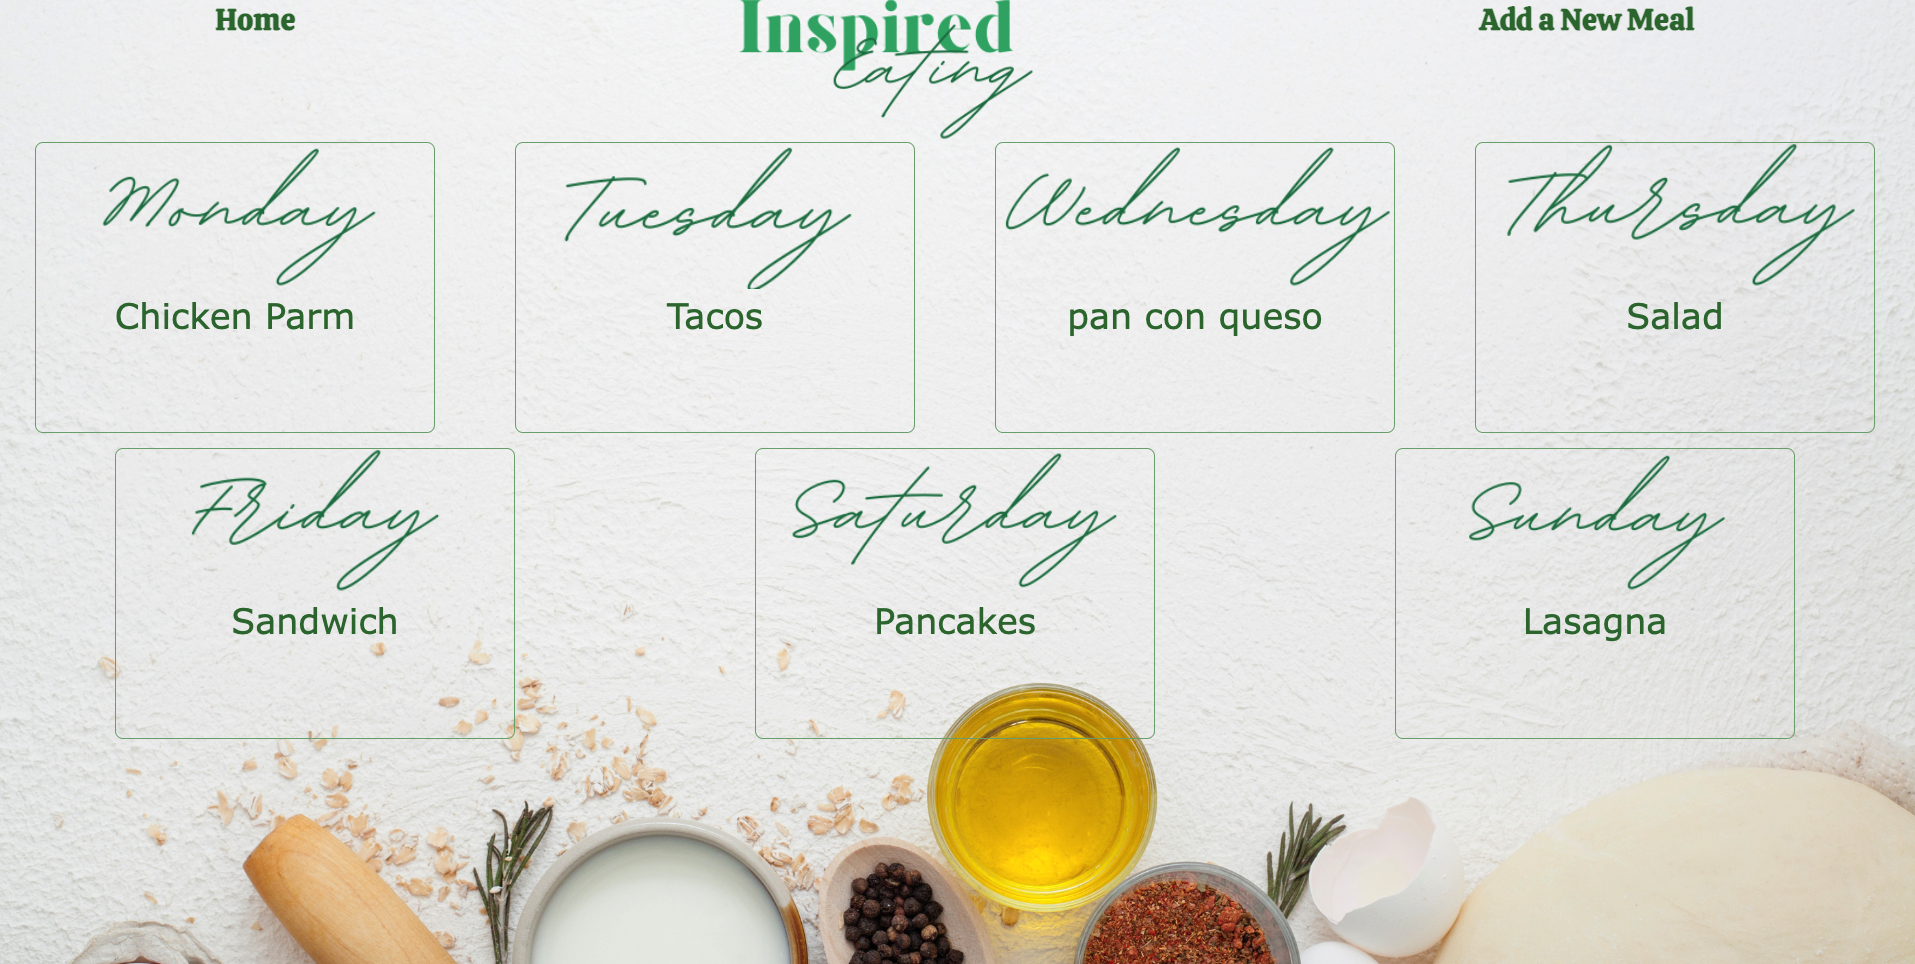 Home
Inspired
Eating
Add a New Meal
Monday
Chicken Parm
Tuesday
Tacos
Wednesday
pan con queso
Thursday
Salad
Friday
Sandwich
Saturday
Pancakes
Sunday
Lasagna